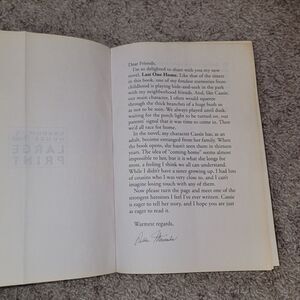 Dear Friends,
I'm so delighted to share with you my new
novel, Last One Home. Like that of the sisters
in this book, one of my fondest memories from
childhood is playing hide-and-seek in the park
with my neighborhood friends. And, like Cassie
our main character, I often would squeeze
through the thick branches of a huge bush so
as not to be seen. We always played until dusk,
waiting for the porch light to be turned on, our
parents' signal that it was time to come in. Then
we'd all race for home.
In the novel, my character Cassie has, as an
adult, become estranged from her family. When
the book opens, she hasn't seen them in thirteen
years. The idea of "coming home" seems almost
impossible to her, but it is what she longs for
most, a feeling I think we all can understand.
While I didn't have a sister growing up, I had lots
of cousins who I was very close to, and I can't
imagine losing touch with any of them.
Now please turn the page and meet one of the
strongest heroines I feel I've ever created. Cassie
is eager to tell her story, and I hope you are just
as eager to read it.
Warmest regards,
LARGE
PRINT